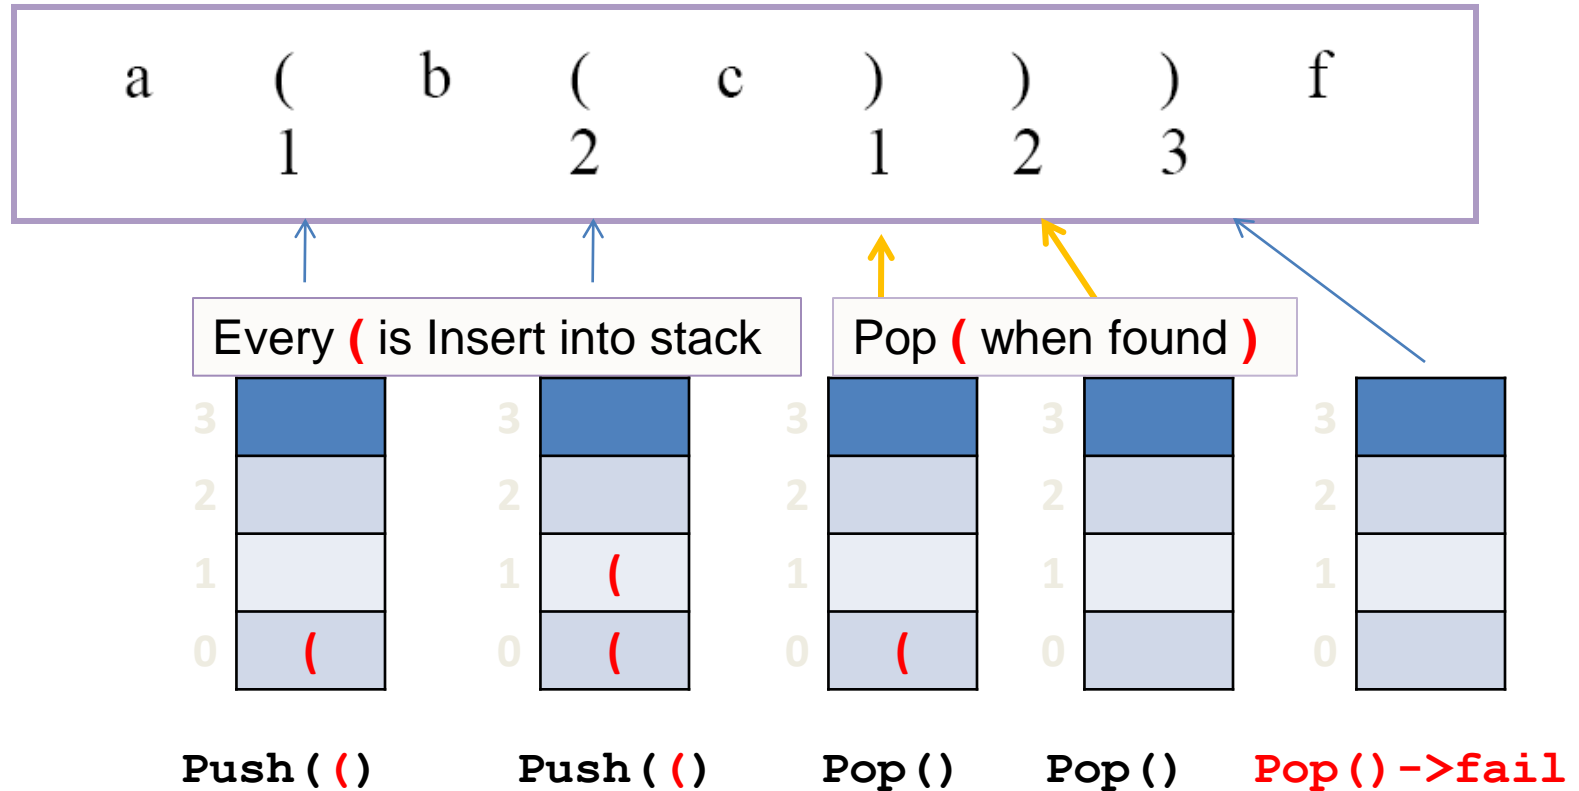 a ( b ( c ) ) ) f
1 2 1 2 3
Every ( is Insert into stack
Pop ( when found )
3 3 3 3 3
2 2 2 2 2
1 1 ( 1 1 1
0 ( 0 ( 0 ( 0 0
Push(() Push(() Pop() Pop() Pop()->fail